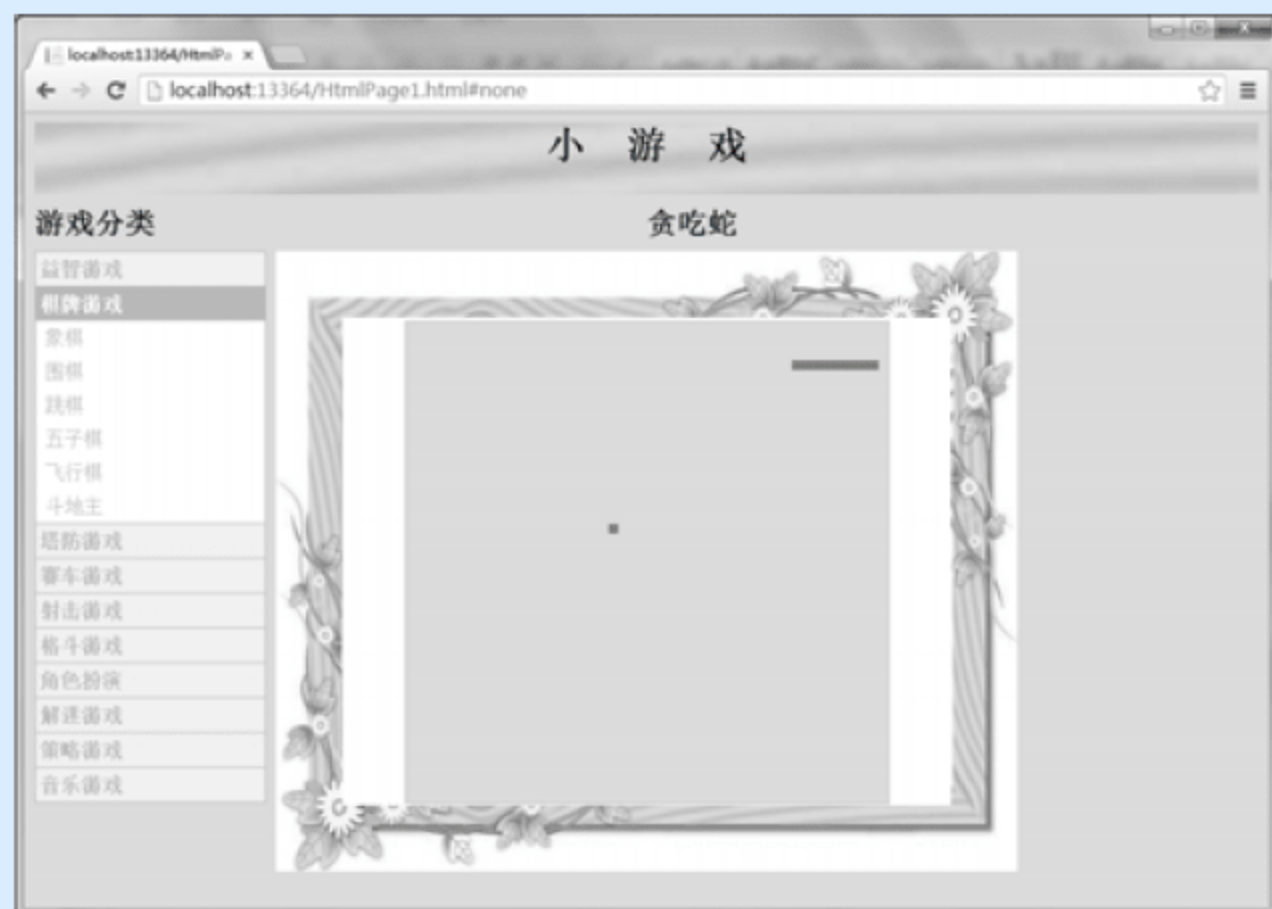 localhost:13364/HtmlPa
localhost:13364/HtmlPage1.html#none
小 游 戏
游戏分类
贪吃蛇
益智游戏
棋牌游戏
象棋
围棋
跳棋
五子棋
飞行棋
斗地主
塔防游戏
赛车游戏
射击游戏
格斗游戏
角色扮演
解迷游戏
策略游戏
音乐游戏